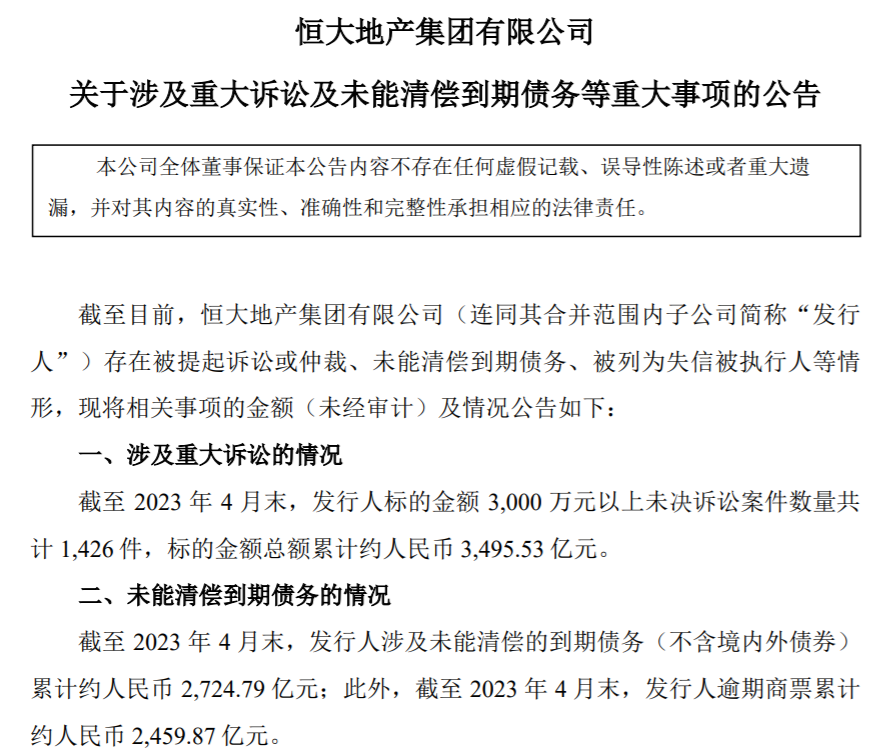 恒大地产集团有限公司
关于涉及重大诉讼及未能清偿到期债务等重大事项的公告
本公司全体董事保证本公告内容不存在任何虚假记载、误导性陈述或者重大遗
漏，并对其内容的真实性、准确性和完整性承担相应的法律责任。
截至目前，恒大地产集团有限公司（连同其合并范围内子公司简称“发行
人”）存在被提起诉讼或仲裁、未能清偿到期债务、被列为失信被执行人等情
形，现将相关事项的金额（未经审计）及情况公告如下：
一、涉及重大诉讼的情况
截至 2023 年 4 月末，发行人标的金额 3,000 万元以上未决诉讼案件数量共
计 1,426 件，标的金额总额累计约人民币 3,495.53 亿元。
二、未能清偿到期债务的情况
截至 2023 年 4 月末，发行人涉及未能清偿的到期债务（不含境内外债券）
累计约人民币 2,724.79 亿元；此外，截至 2023 年 4 月末，发行人逾期商票累计
约人民币 2,459.87 亿元。